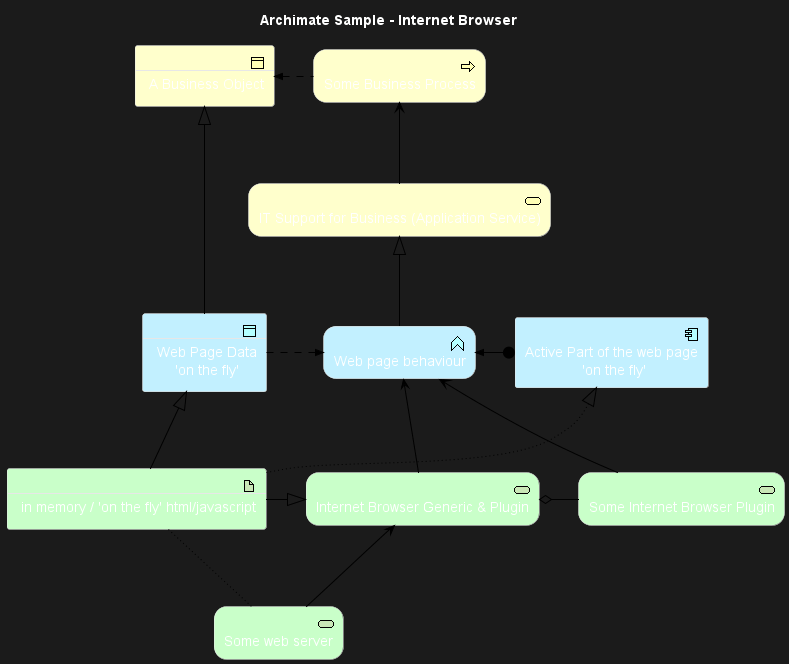 Archimate Sample - Internet Browser
A Business Object
Some Business Process
IT Support for Business (Application Service)
Web Page Data
'on the fly'
Web page behaviour
Active Part of the web page
'on the fly'
in memory / 'on the fly' html/javascript
Internet Browser Generic & Plugin
Some Internet Browser Plugin
Some web server